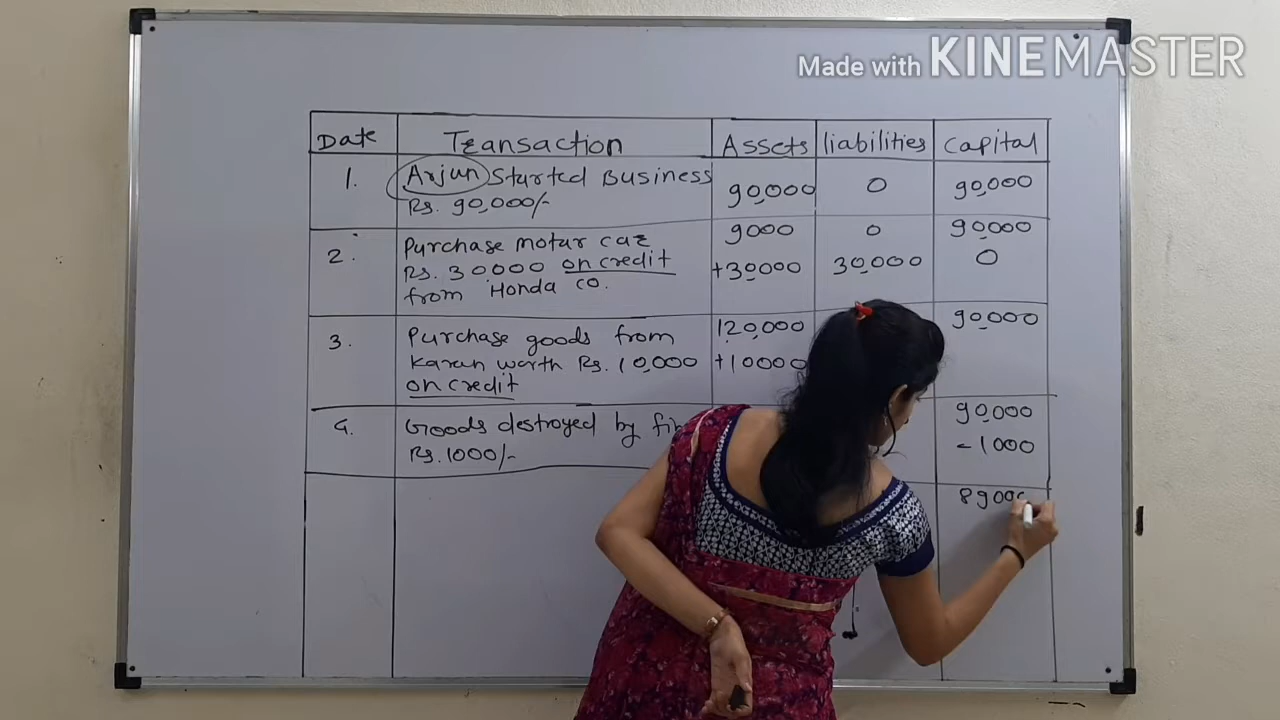 Made with KINEMASTER
Date Transaction Assets liabilities capital
1. Arjun Started Business 90,000 0 90,000
Rs. 90,000/-
2. Purchase motar car 9000 0 90,000
Rs. 30000 on credit +30,000 30,000 0
from Honda co.
3. Purchase goods from 120,000 90,000
Karan worth Rs. 10,000 +10000
on credit
4. Goods destroyed by 90,000
Rs. 1000/- - 1000